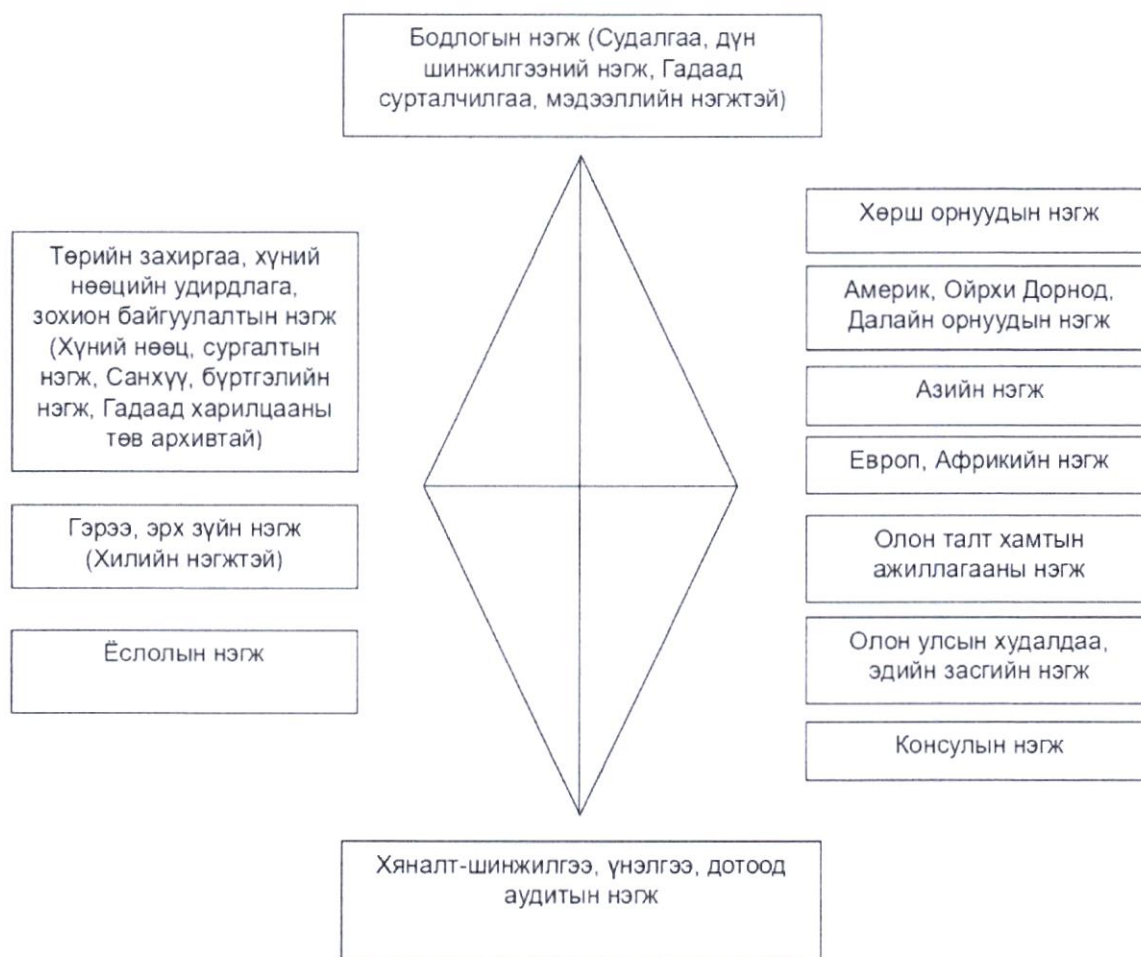 Бодлогын нэгж (Судалгаа, дүн
шинжилгээний нэгж, Гадаад
сурталчилгаа, мэдээллийн нэгжтэй)
Төрийн захиргаа, хүний
нөөцийн удирдлага,
зохион байгуулалтын нэгж
(Хүний нөөц, сургалтын
нэгж, Санхүү, бүртгэлийн
нэгж, Гадаад харилцааны
төв архивтай)
Гэрээ, эрх зүйн нэгж
(Хилийн нэгжтэй)
Ёслолын нэгж
Хөрш орнуудын нэгж
Америк, Ойрхи Дорнод,
Далайн орнуудын нэгж
Азийн нэгж
Европ, Африкийн нэгж
Олон талт хамтын
ажиллагааны нэгж
Олон улсын худалдаа,
эдийн засгийн нэгж
Консулын нэгж
Хяналт-шинжилгээ, үнэлгээ, дотоод
аудитын нэгж